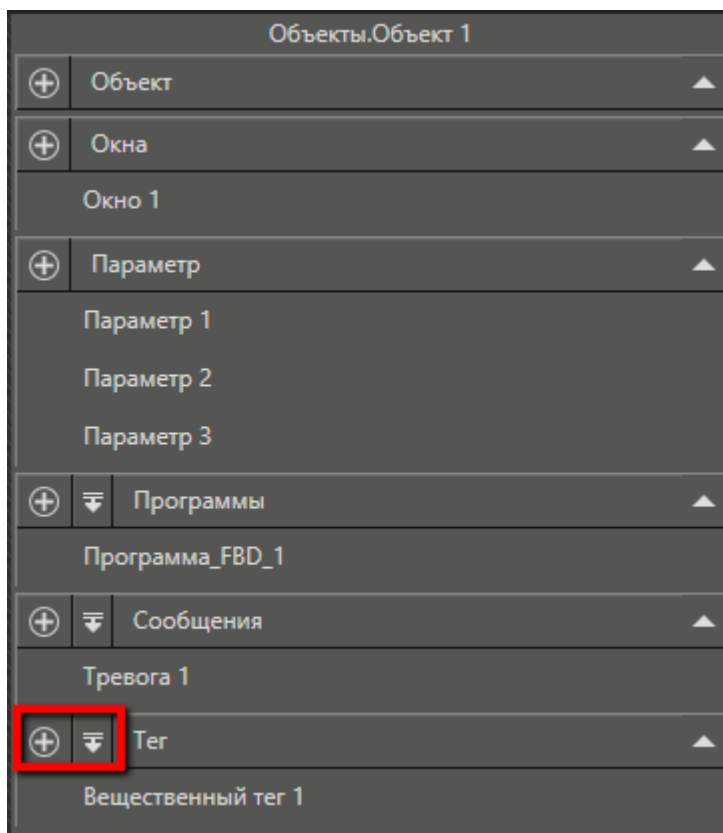 Объекты.Объект 1
Объект
Окна
Окно 1
Параметр
Параметр 1
Параметр 2
Параметр 3
Программы
Программа_FBD_1
Сообщения
Тревога 1
Тег
Вещественный тег 1